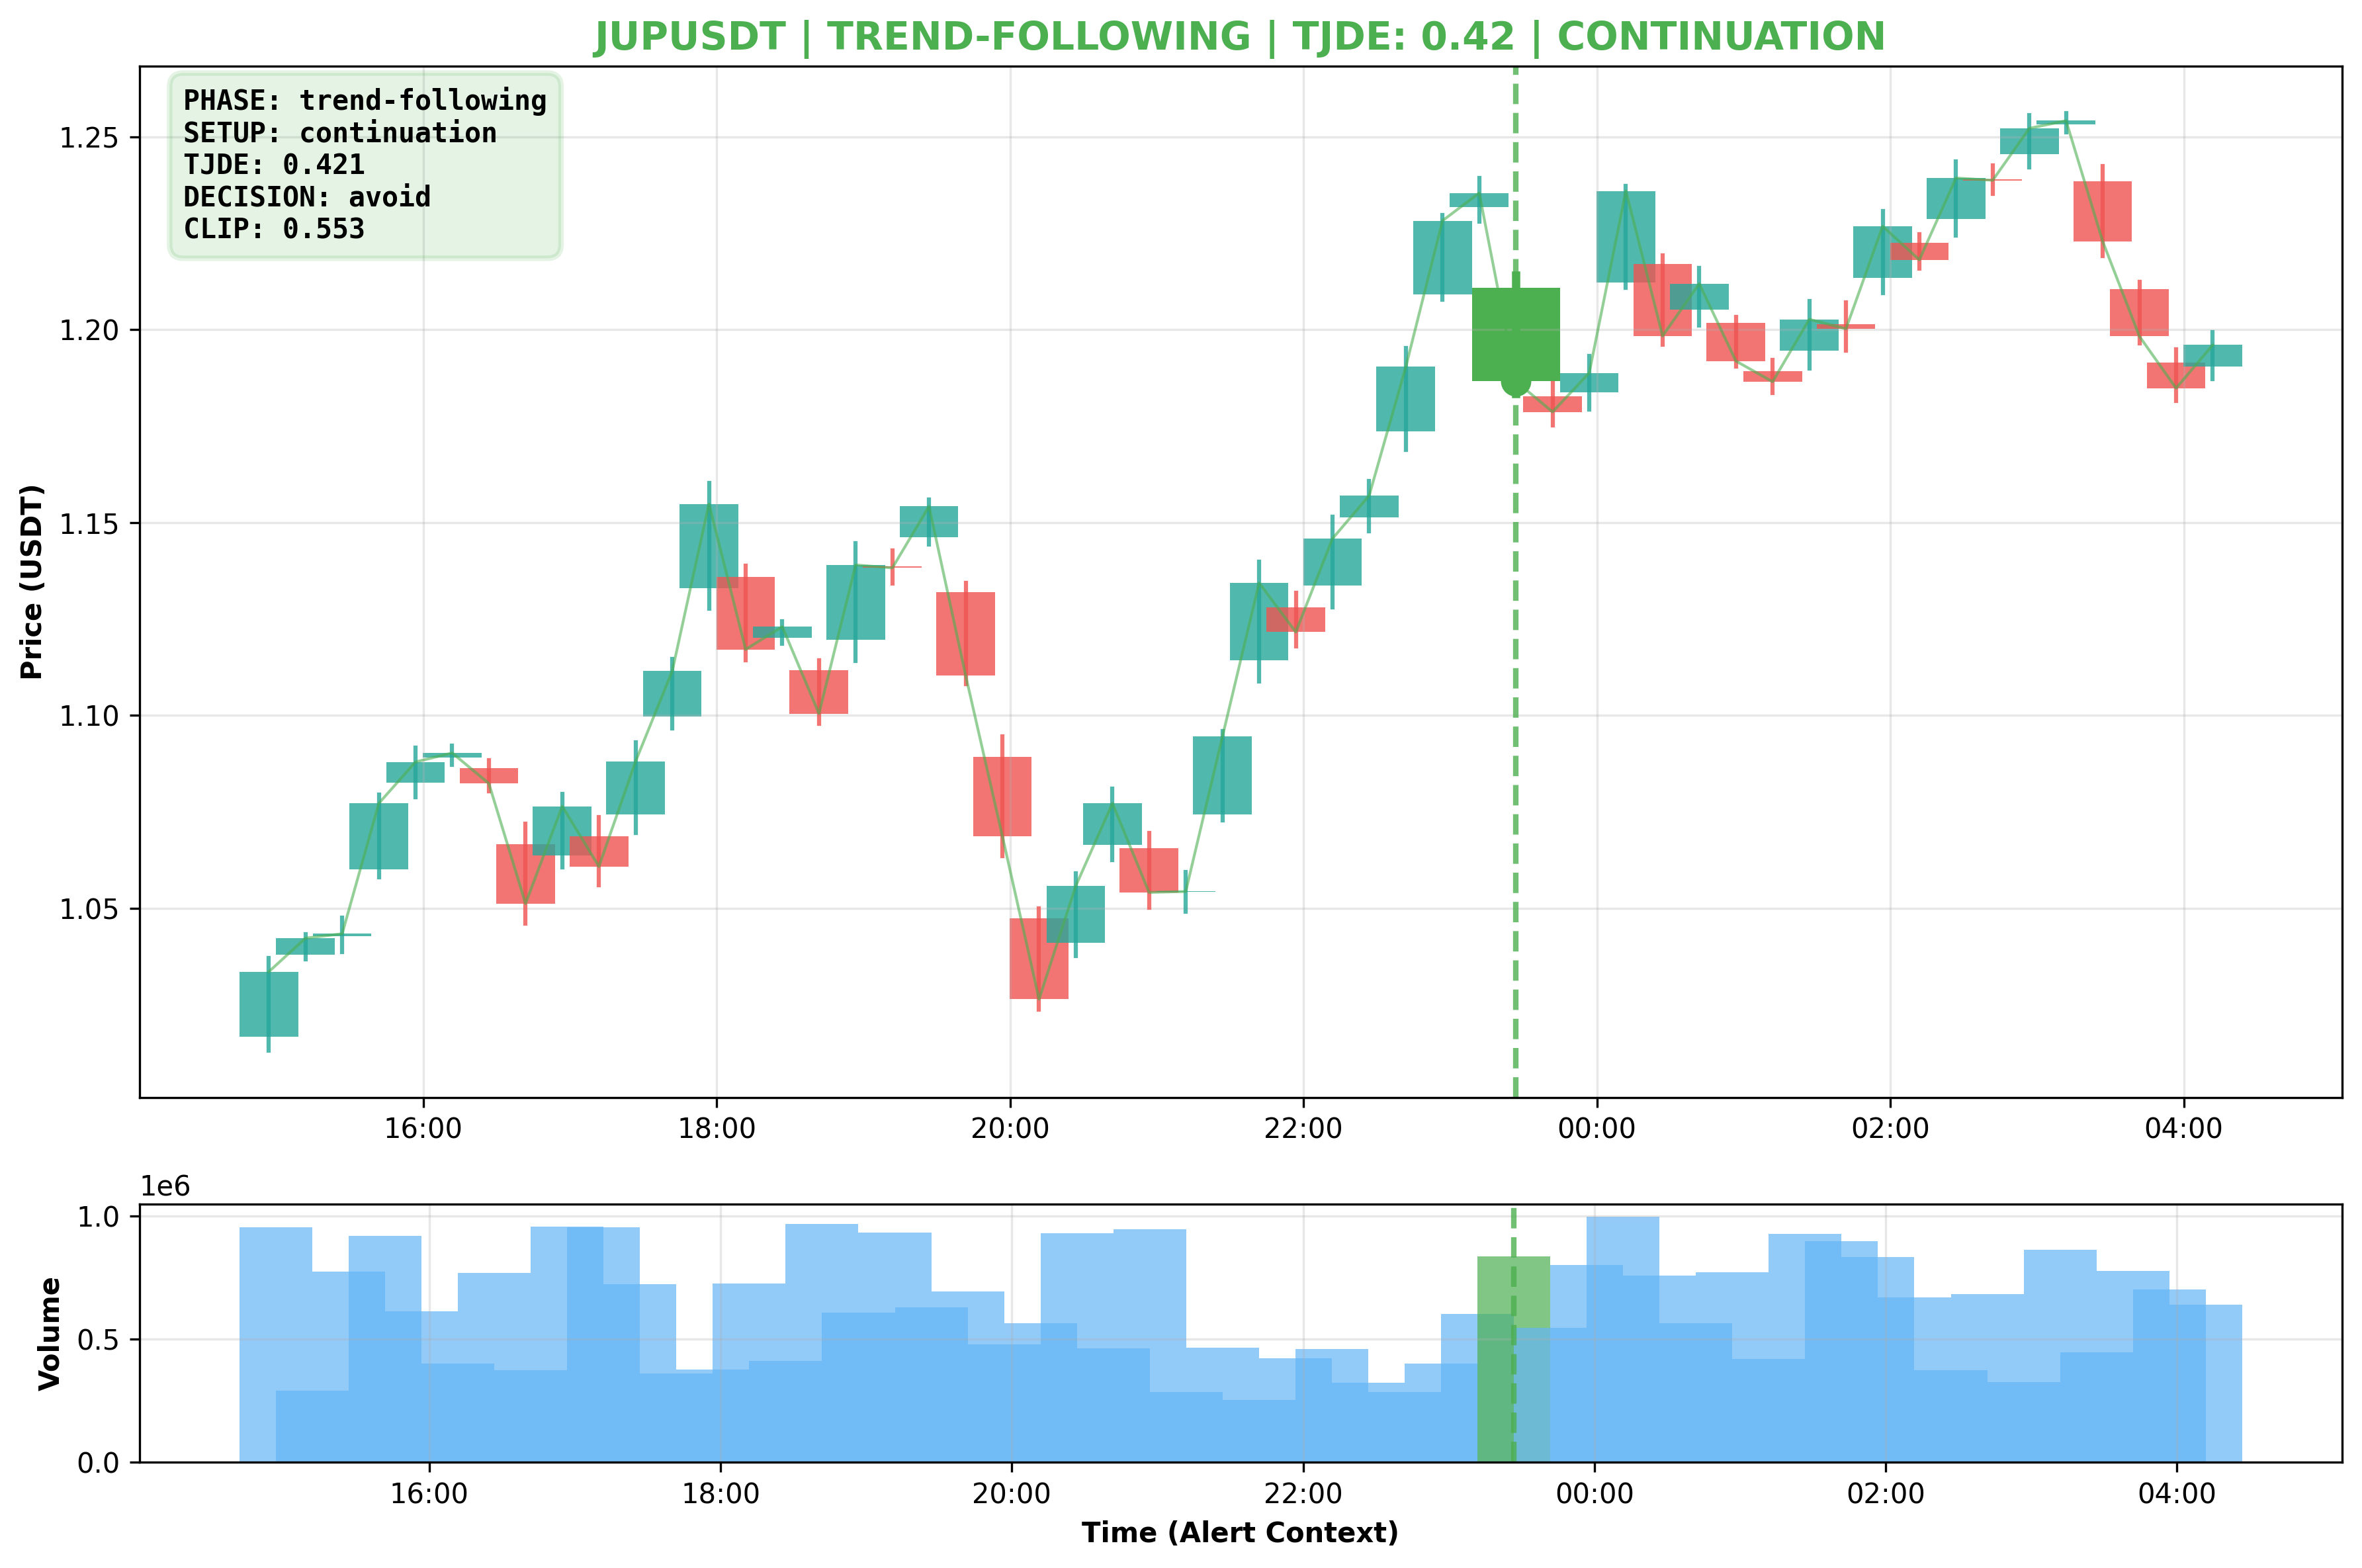 JUPUSDT | TREND-FOLLOWING | TJDE: 0.42 | CONTINUATION
PHASE: trend-following
SETUP: continuation
TJDE: 0.421
DECISION: avoid
CLIP: 0.553
Price (USDT)
1.25
1.20
1.15
1.10
1.05
16:00 18:00 20:00 22:00 00:00 02:00 04:00
1e6
Volume
1.0
0.5
0.0
16:00 18:00 20:00 22:00 00:00 02:00 04:00
Time (Alert Context)